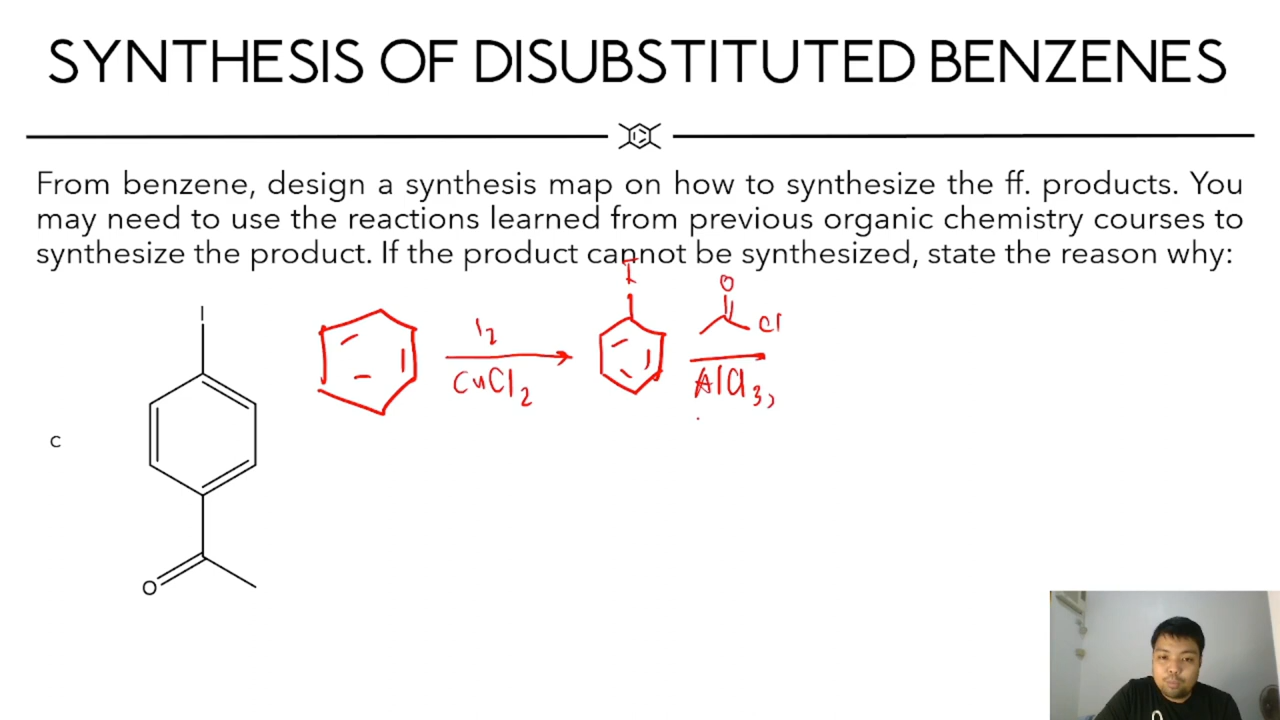 SYNTHESIS OF DISUBSTITUTED BENZENES
From benzene, design a synthesis map on how to synthesize the ff. products. You
may need to use the reactions learned from previous organic chemistry courses to
synthesize the product. If the product cannot be synthesized, state the reason why:
I
O
I
I₂
Cl
CuCl₂
AlCl₃,
C
O